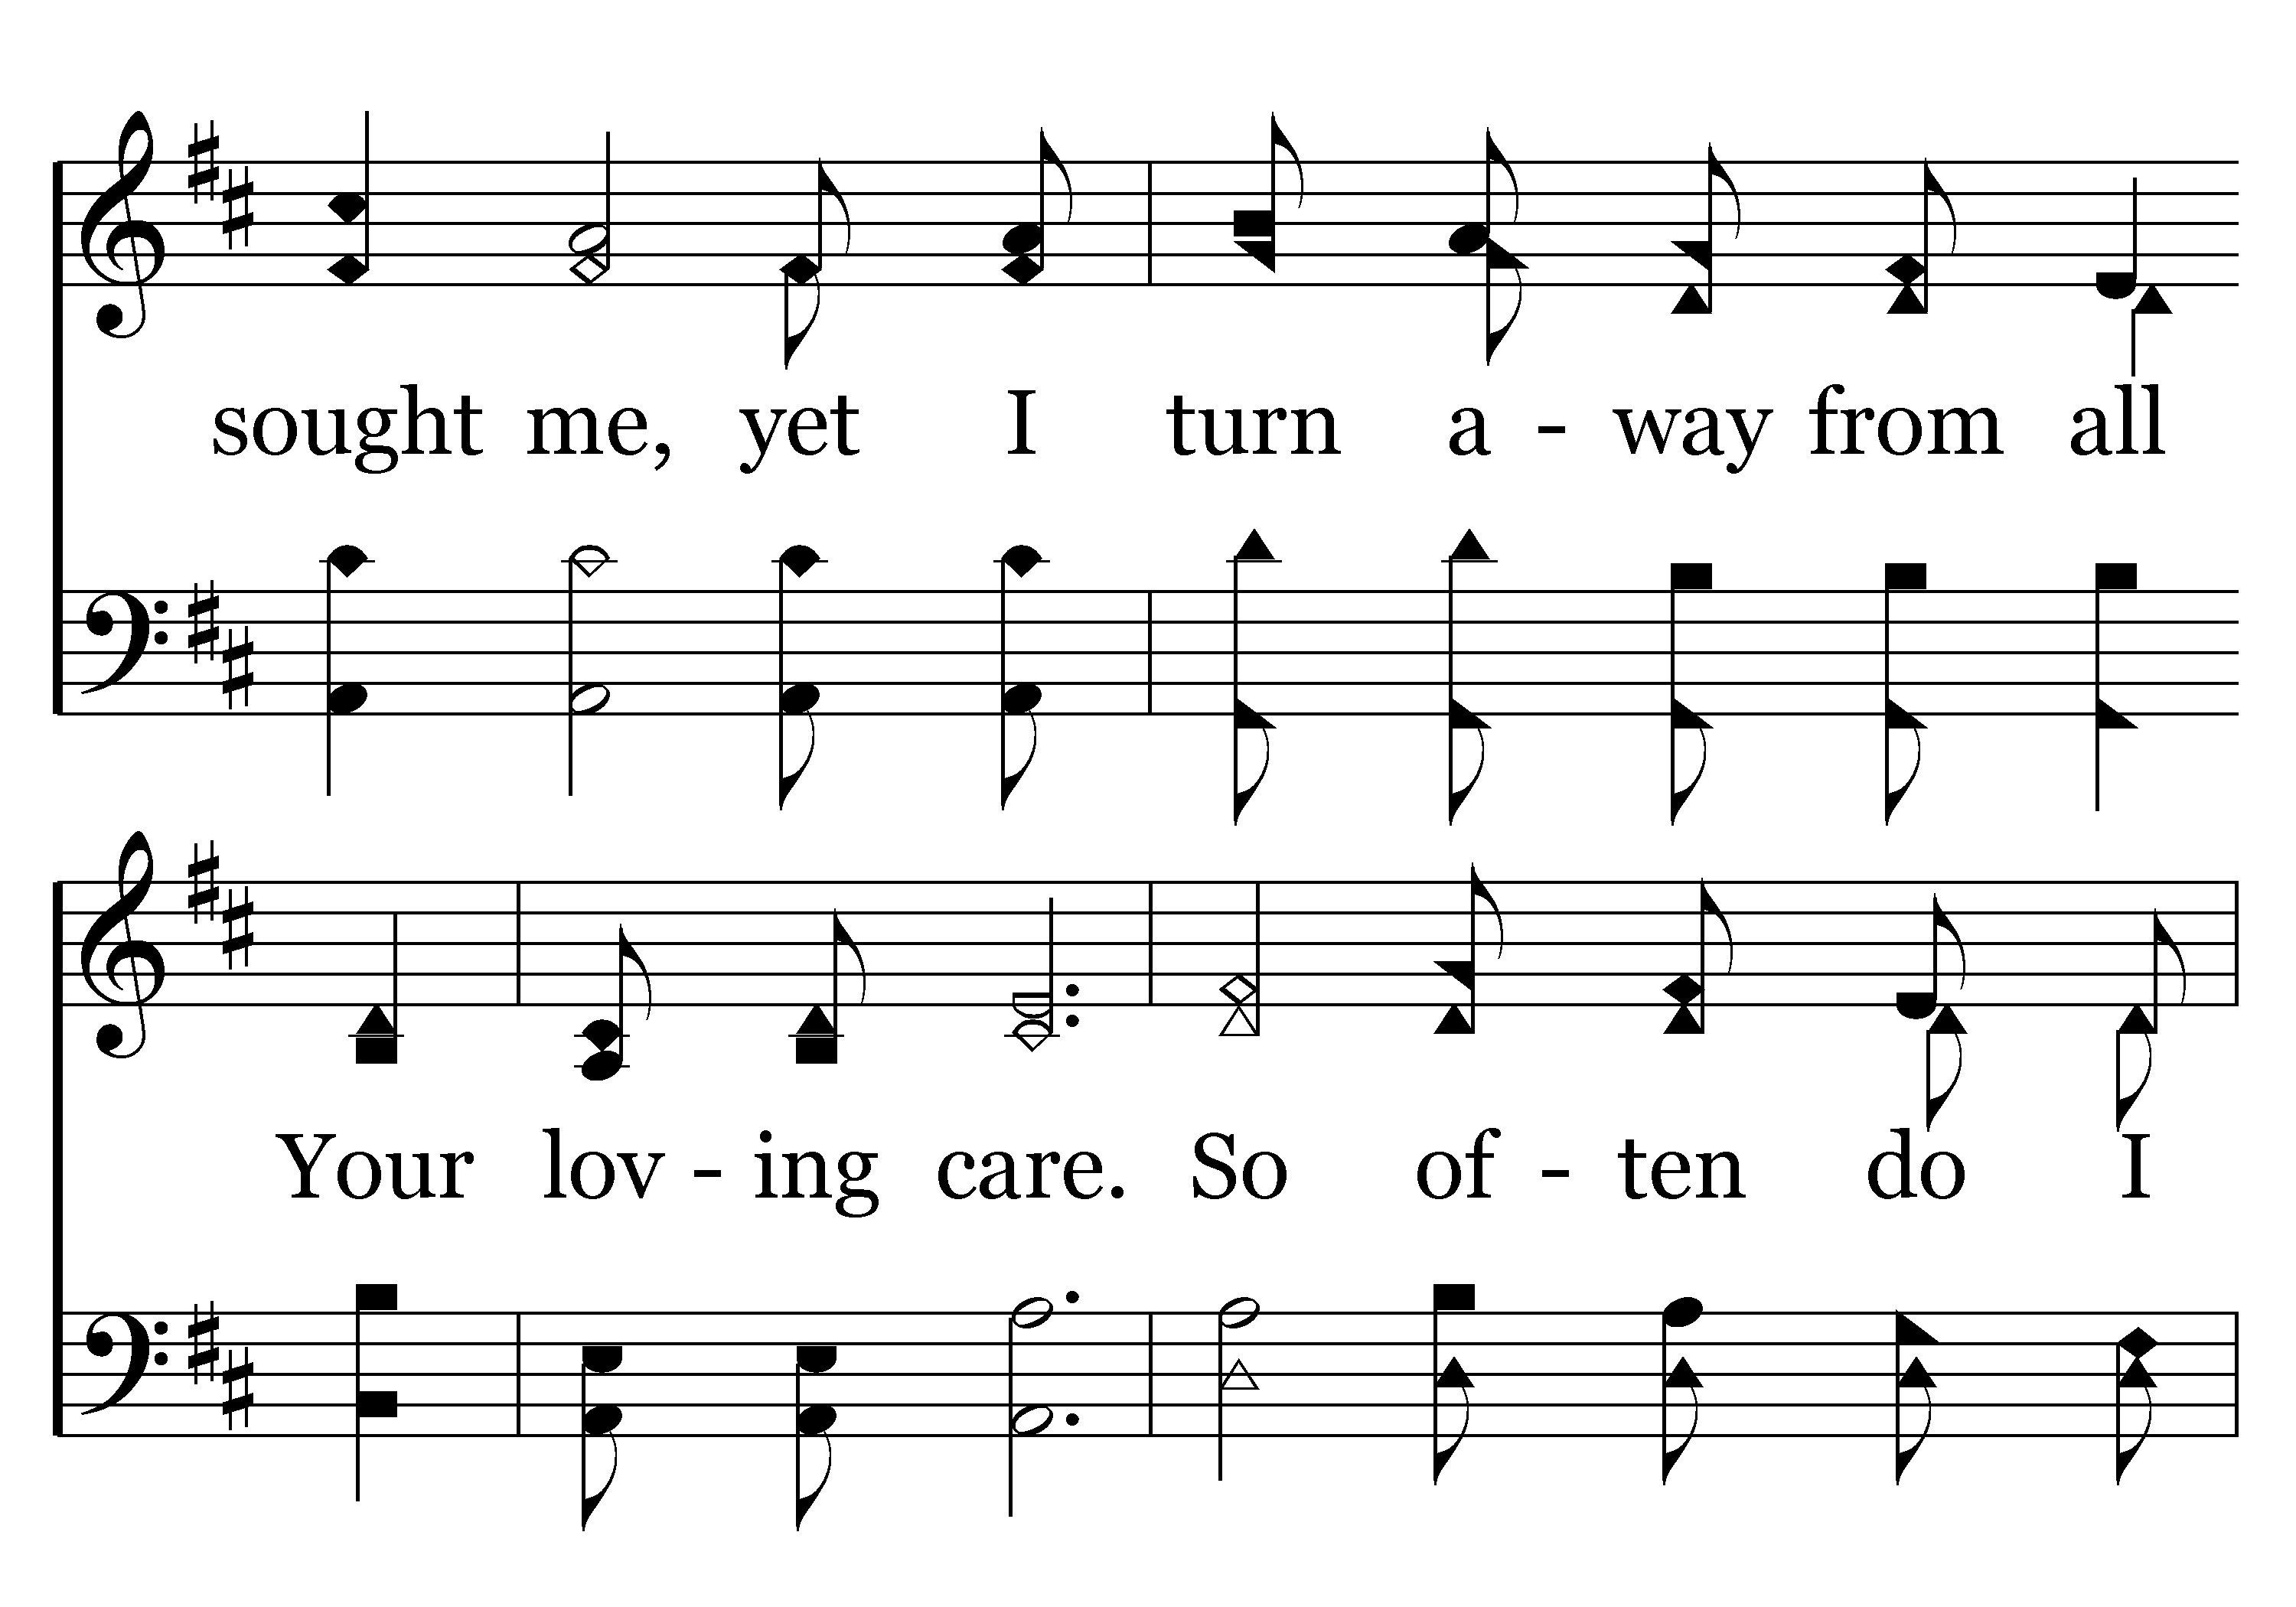 sought me, yet I turn a - way from all
Your lov - ing care. So of - ten do I